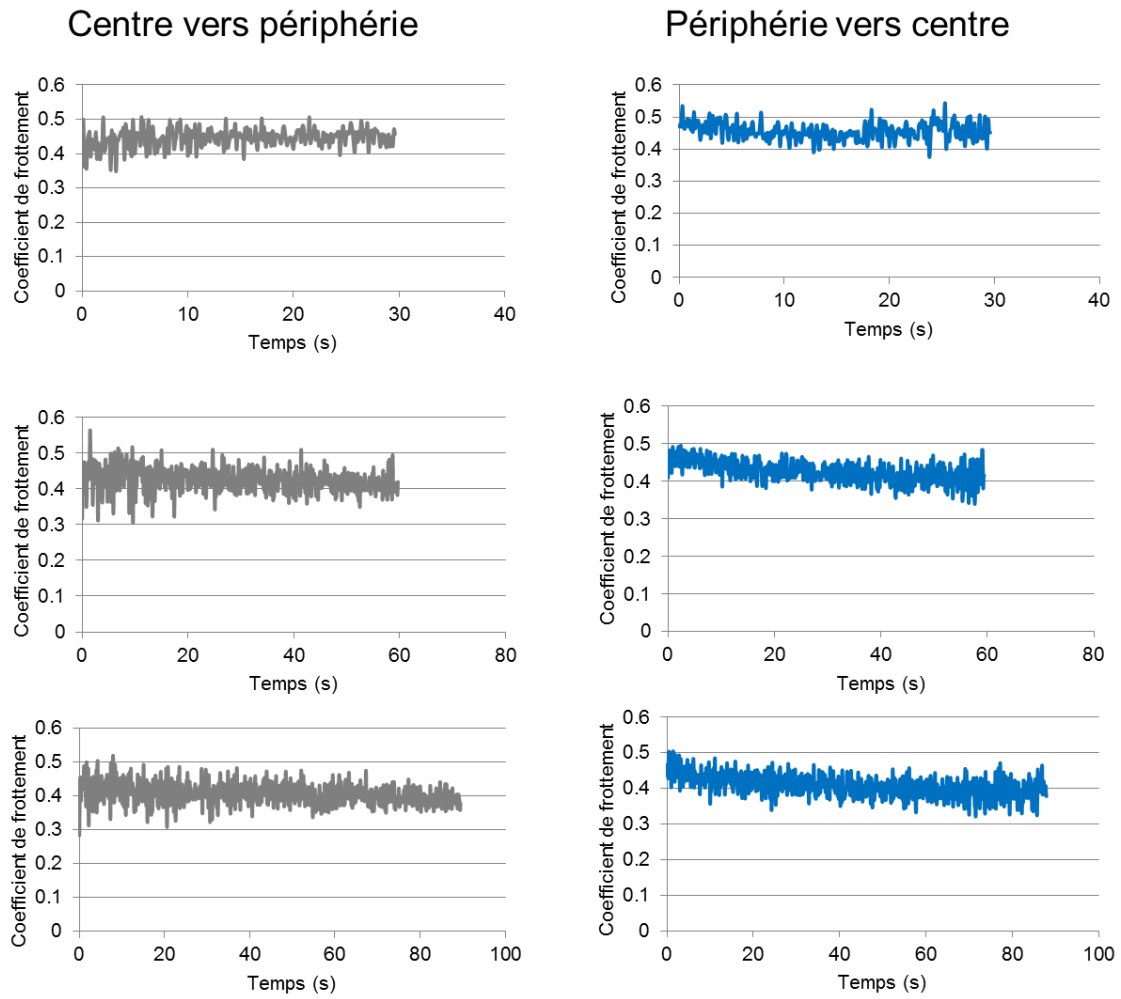 Centre vers périphérie
Périphérie vers centre
Coefficient de frottement
0.6
0.5
0.4
0.3
0.2
0.1
0
0 10 20 30 40
Temps (s)
Coefficient de frottement
0.6
0.5
0.4
0.3
0.2
0.1
0
0 10 20 30 40
Temps (s)
Coefficient de frottement
0.6
0.5
0.4
0.3
0.2
0.1
0
0 20 40 60 80
Temps (s)
Coefficient de frottement
0.6
0.5
0.4
0.3
0.2
0.1
0
0 20 40 60 80
Temps (s)
Coefficient de frottement
0.6
0.5
0.4
0.3
0.2
0.1
0
0 20 40 60 80 100
Temps (s)
Coefficient de frottement
0.6
0.5
0.4
0.3
0.2
0.1
0
0 20 40 60 80 100
Temps (s)